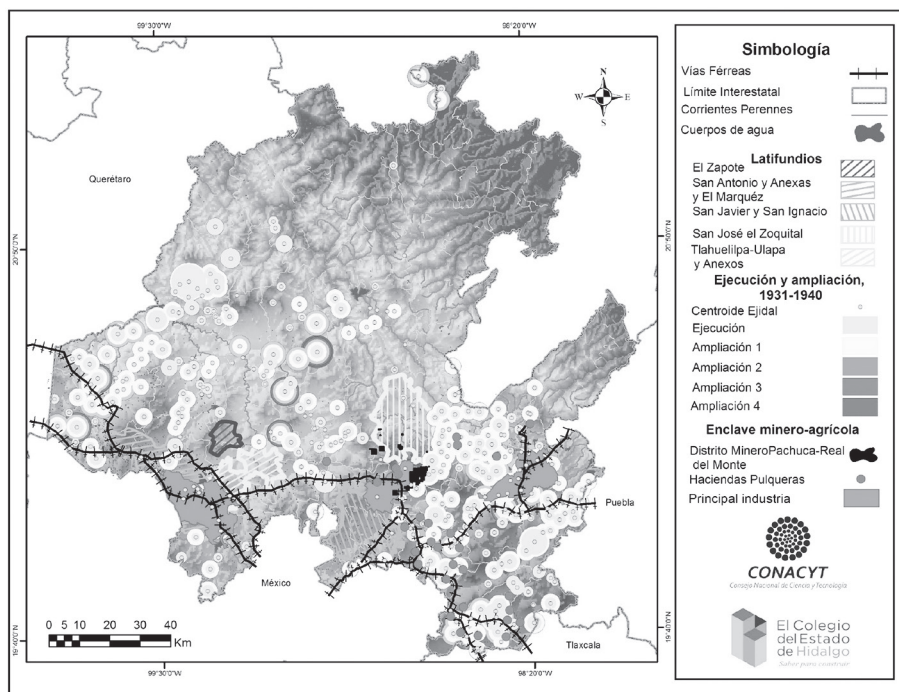 99°30'0"W
98°20'0"W
N
W
E
S
Querétaro
20°50'0"N
20°50'0"N
Puebla
México
Tlaxcala
19°40'0"N
19°40'0"N
0 5 10 20 30 40
Km
99°30'0"W
98°20'0"W
Simbología
Vías Férreas
Límite Interestatal
Corrientes Perennes
Cuerpos de agua
Latifundios
El Zapote
San Antonio y Anexas
y El Marquéz
San Javier y San Ignacio
San José el Zoquital
Tlahuelilpa-Ulapa
y Anexos
Ejecución y ampliación,
1931-1940
Centroide Ejidal
Ejecución
Ampliación 1
Ampliación 2
Ampliación 3
Ampliación 4
Enclave minero-agrícola
Distrito MineroPachuca-Real
del Monte
Haciendas Pulqueras
Principal industria
CONACYT
Consejo Nacional de Ciencia y Tecnología
El Colegio
del Estado
de Hidalgo
Saber para construir